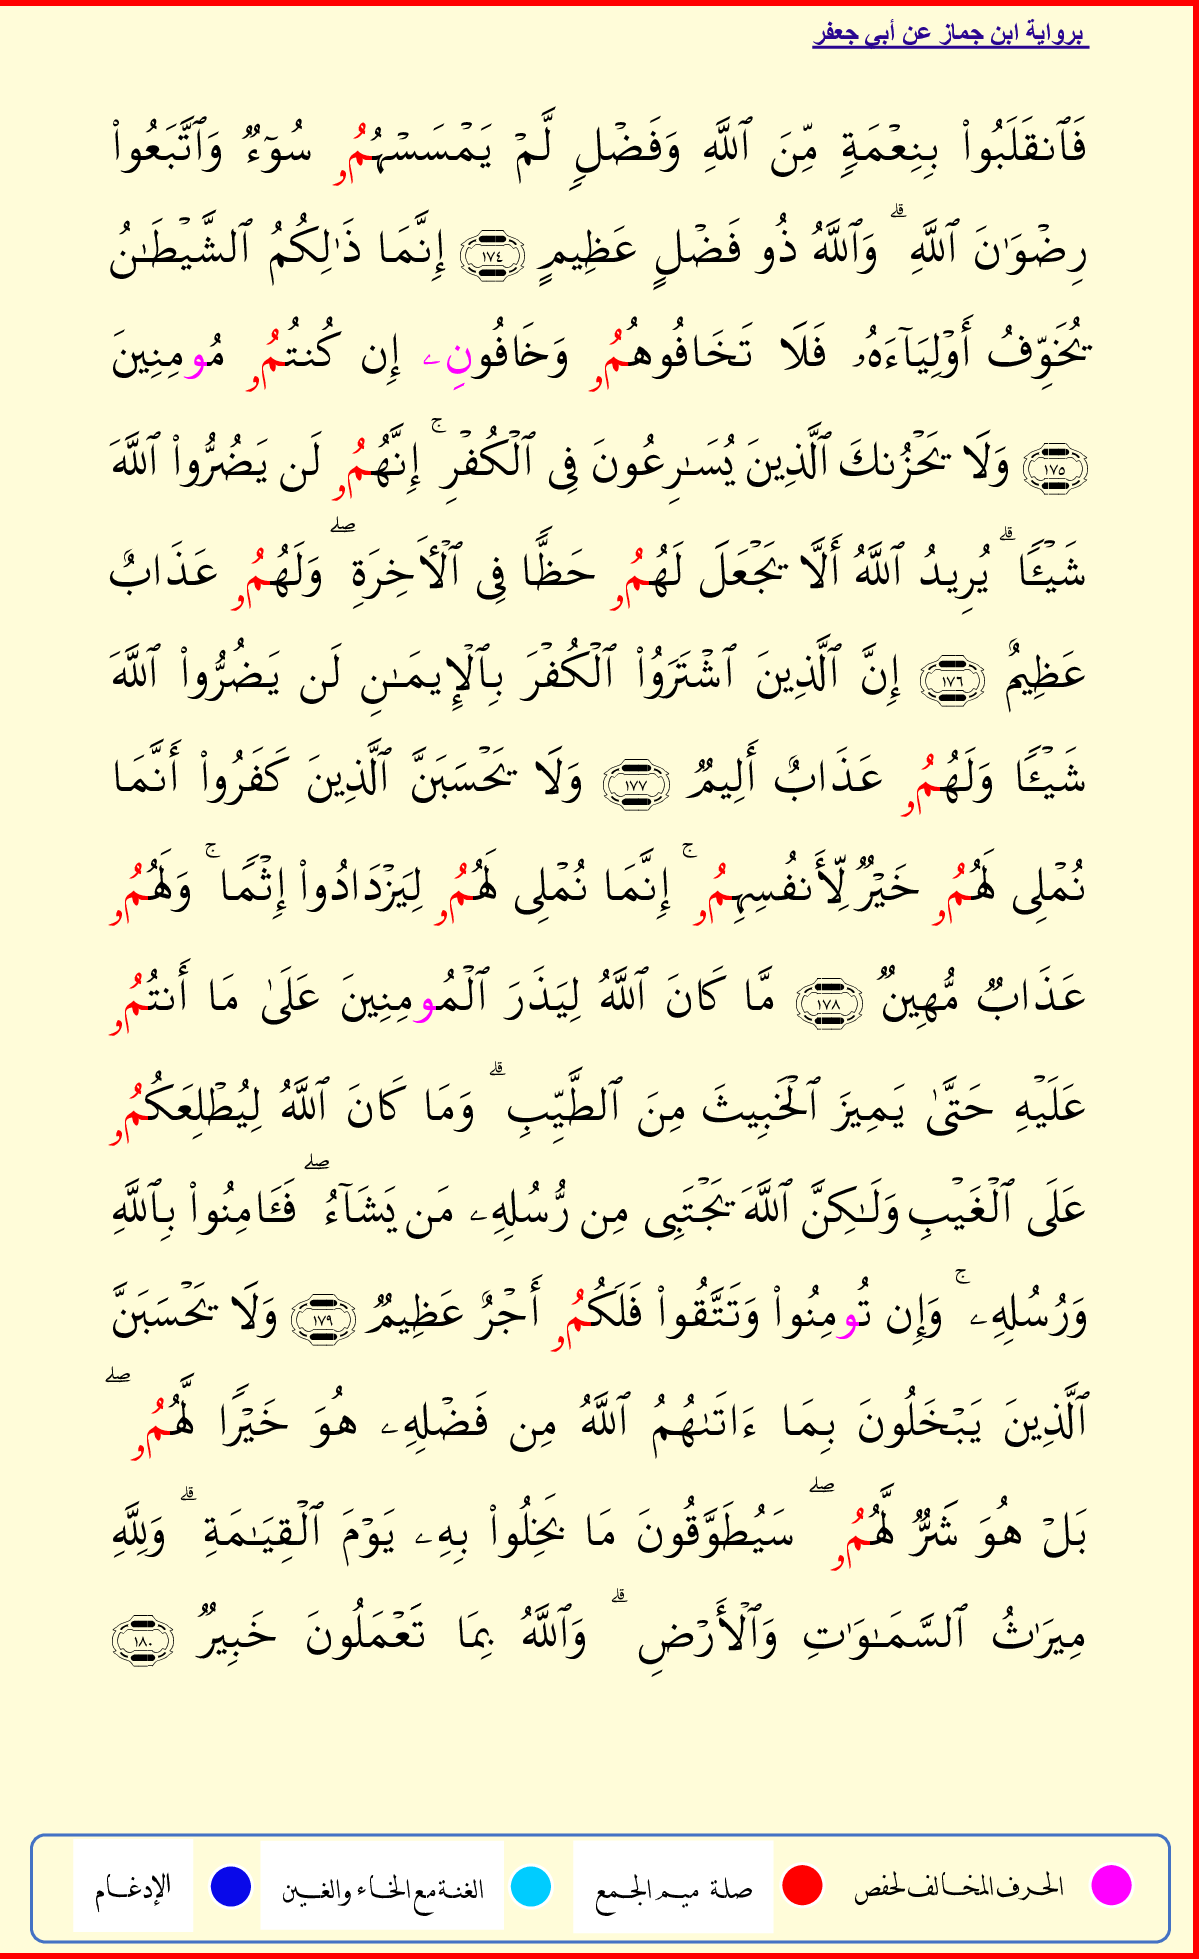 برواية ابن جماز عن أبي جعفر
فَٱنقَلَبُوا۟ بِنِعْمَةٍ مِّنَ ٱللَّهِ وَفَضْلٍ لَّمْ يَمْسَسْهُمُۥ سُوٓءٌ وَٱتَّبَعُوا۟
رِضْوَٰنَ ٱللَّهِ ۗ وَٱللَّهُ ذُو فَضْلٍ عَظِيمٍ ١٧٤ إِنَّمَا ذَٰلِكُمُ ٱلشَّيْطَـٰنُ
يُخَوِّفُ أَوْلِيَآءَهُۥ فَلَا تَخَافُوهُمُۥ وَخَافُونِۦ إِن كُنتُمُۥ مُومِنِينَ
١٧٥ وَلَا يَحْزُنكَ ٱلَّذِينَ يُسَـٰرِعُونَ فِى ٱلْكُفْرِ ۚ إِنَّهُمُۥ لَن يَضُرُّوا۟ ٱللَّهَ
شَيْـًٔا ۗ يُرِيدُ ٱللَّهُ أَلَّا يَجْعَلَ لَهُمُۥ حَظًّا فِى ٱلْـَٔاخِرَةِ ۖ وَلَهُمُۥ عَذَابٌ
عَظِيمٌ ١٧٦ إِنَّ ٱلَّذِينَ ٱشْتَرَوُا۟ ٱلْكُفْرَ بِٱلْإِيمَـٰنِ لَن يَضُرُّوا۟ ٱللَّهَ
شَيْـًٔا وَلَهُمُۥ عَذَابٌ أَلِيمٌ ١٧٧ وَلَا يَحْسَبَنَّ ٱلَّذِينَ كَفَرُوا۟ أَنَّمَا
نُمْلِى لَهُمُۥ خَيْرٌ لِّأَنفُسِهِمُۥ ۚ إِنَّمَا نُمْلِى لَهُمُۥ لِيَزْدَادُوا۟ إِثْمًا ۚ وَلَهُمُۥ
عَذَابٌ مُّهِينٌ ١٧٨ مَّا كَانَ ٱللَّهُ لِيَذَرَ ٱلْمُومِنِينَ عَلَىٰ مَا أَنتُمُۥ
عَلَيْهِ حَتَّىٰ يَمِيزَ ٱلْخَبِيثَ مِنَ ٱلطَّيِّبِ ۗ وَمَا كَانَ ٱللَّهُ لِيُطْلِعَكُمُۥ
عَلَى ٱلْغَيْبِ وَلَـٰكِنَّ ٱللَّهَ يَجْتَبِى مِن رُّسُلِهِۦ مَن يَشَآءُ ۖ فَـَٔامِنُوا۟ بِٱللَّهِ
وَرُسُلِهِۦ ۚ وَإِن تُومِنُوا۟ وَتَتَّقُوا۟ فَلَكُمُۥ أَجْرٌ عَظِيمٌ ١٧٩ وَلَا يَحْسَبَنَّ
ٱلَّذِينَ يَبْخَلُونَ بِمَا ءَاتَىٰهُمُ ٱللَّهُ مِن فَضْلِهِۦ هُوَ خَيْرًا لَّهُمُۥ ۖ
بَلْ هُوَ شَرٌّ لَّهُمُۥ ۖ سَيُطَوَّقُونَ مَا بَخِلُوا۟ بِهِۦ يَوْمَ ٱلْقِيَـٰمَةِ ۗ وَلِلَّهِ
مِيرَٰثُ ٱلسَّمَـٰوَٰتِ وَٱلْأَرْضِ ۗ وَٱللَّهُ بِمَا تَعْمَلُونَ خَبِيرٌ ١٨٠
الحرف المخالف لحفص صلة ميم الجمع الغنة مع الخاء والغين الإدغام